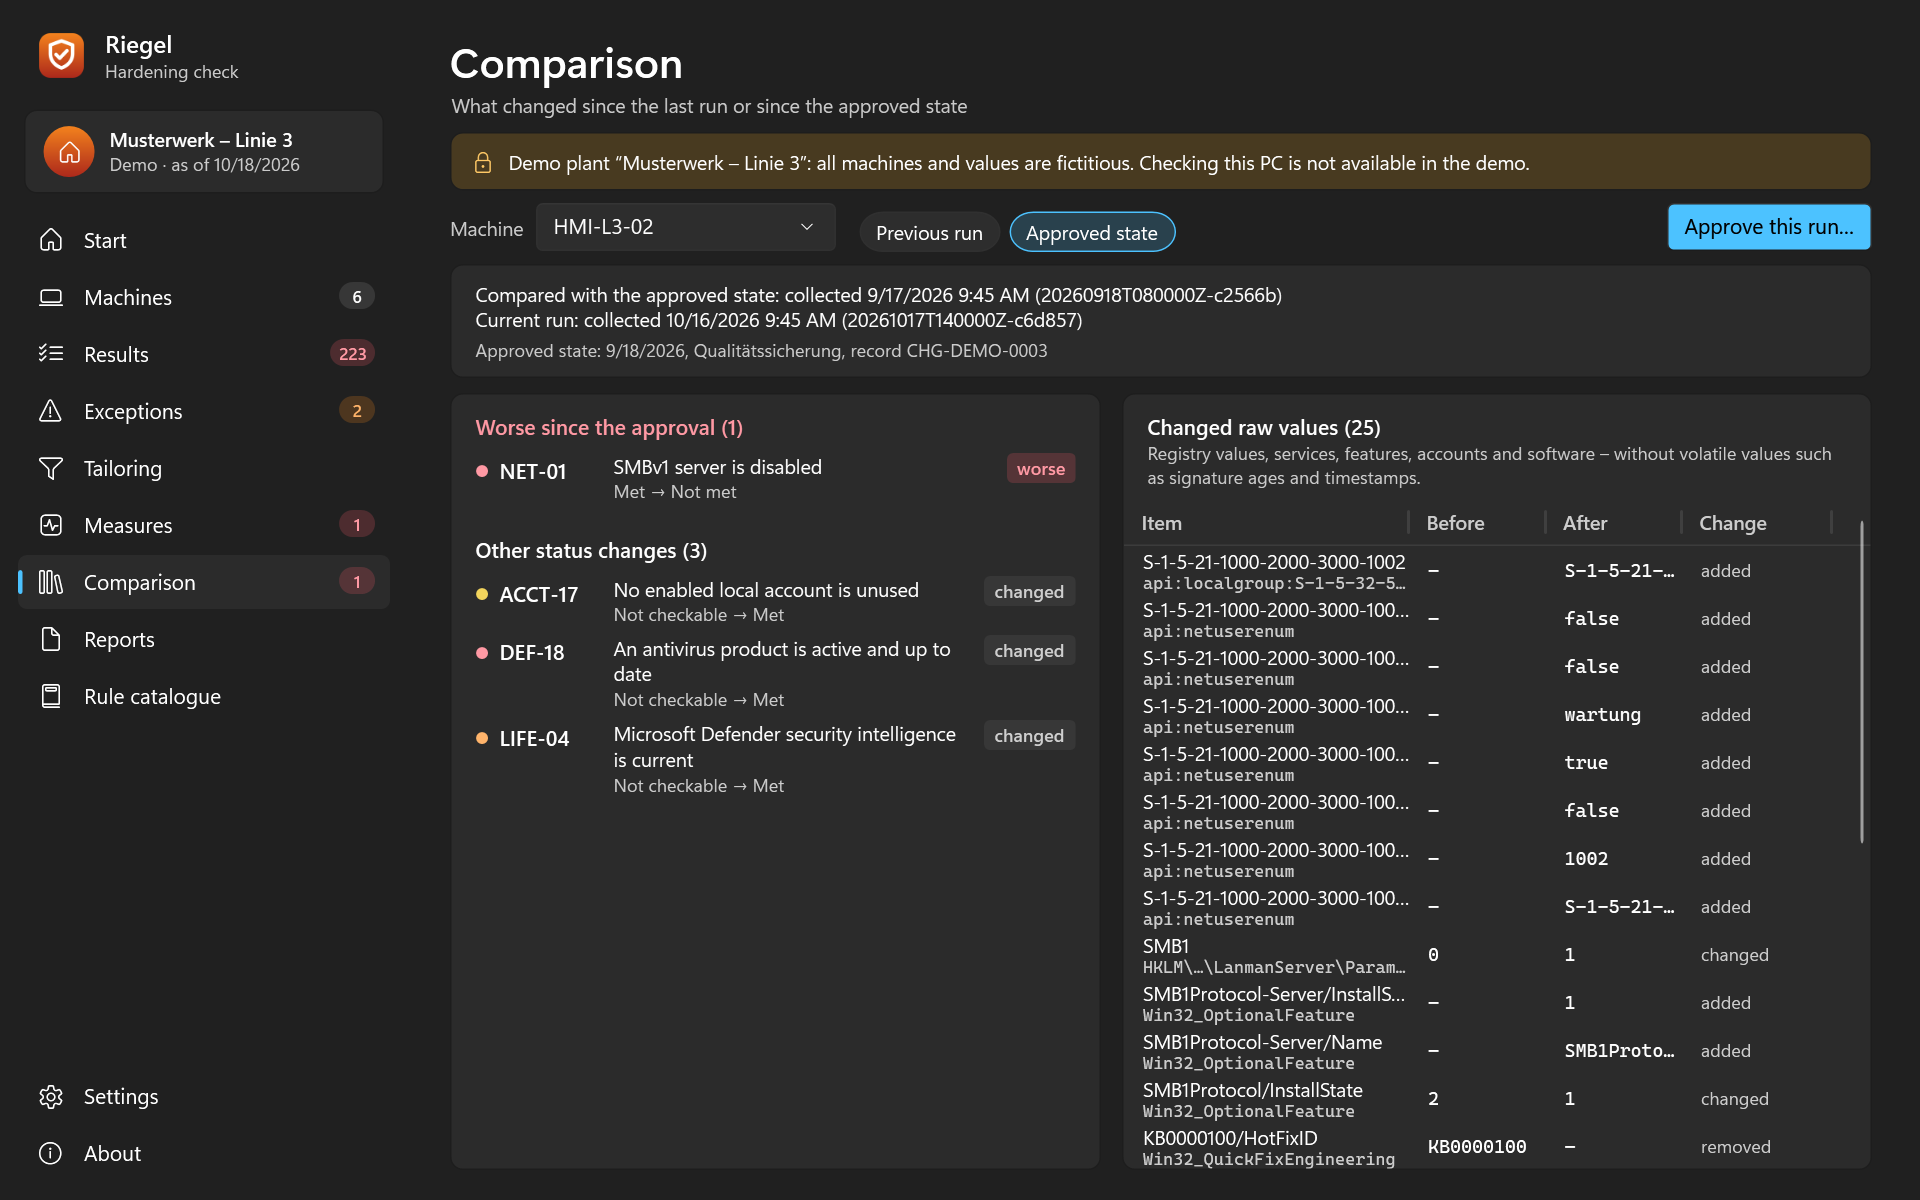 Riegel
Hardening check
Musterwerk – Linie 3
Demo · as of 10/18/2026
Start
Machines
6
Results
223
Exceptions
2
Tailoring
Measures
1
Comparison
1
Reports
Rule catalogue
Settings
About
Comparison
What changed since the last run or since the approved state
Demo plant “Musterwerk – Linie 3”: all machines and values are fictitious. Checking this PC is not available in the demo.
Machine
HMI-L3-02
Previous run
Approved state
Approve this run...
Compared with the approved state: collected 9/17/2026 9:45 AM (20260918T080000Z-c2566b)
Current run: collected 10/16/2026 9:45 AM (20261017T140000Z-c6d857)
Approved state: 9/18/2026, Qualitätssicherung, record CHG-DEMO-0003
Worse since the approval (1)
NET-01
SMBv1 server is disabled
Met → Not met
worse
Other status changes (3)
ACCT-17
No enabled local account is unused
Not checkable → Met
changed
DEF-18
An antivirus product is active and up to
date
Not checkable → Met
changed
LIFE-04
Microsoft Defender security intelligence
is current
Not checkable → Met
changed
Changed raw values (25)
Registry values, services, features, accounts and software – without volatile values such
as signature ages and timestamps.
Item Before After Change
S-1-5-21-1000-2000-3000-1002
api:localgroup:S-1-5-32-5…
– S-1-5-21-… added
S-1-5-21-1000-2000-3000-100…
api:netuserenum
– false added
S-1-5-21-1000-2000-3000-100…
api:netuserenum
– false added
S-1-5-21-1000-2000-3000-100…
api:netuserenum
– wartung added
S-1-5-21-1000-2000-3000-100…
api:netuserenum
– true added
S-1-5-21-1000-2000-3000-100…
api:netuserenum
– false added
S-1-5-21-1000-2000-3000-100…
api:netuserenum
– 1002 added
S-1-5-21-1000-2000-3000-100…
api:netuserenum
– S-1-5-21-… added
SMB1
HKLM\…\LanmanServer\Param…
0 1 changed
SMB1Protocol-Server/InstallS…
Win32_OptionalFeature
– 1 added
SMB1Protocol-Server/Name
Win32_OptionalFeature
– SMB1Proto… added
SMB1Protocol/InstallState
Win32_OptionalFeature
2 1 changed
KB0000100/HotFixID
Win32_QuickFixEngineering
KB0000100 – removed